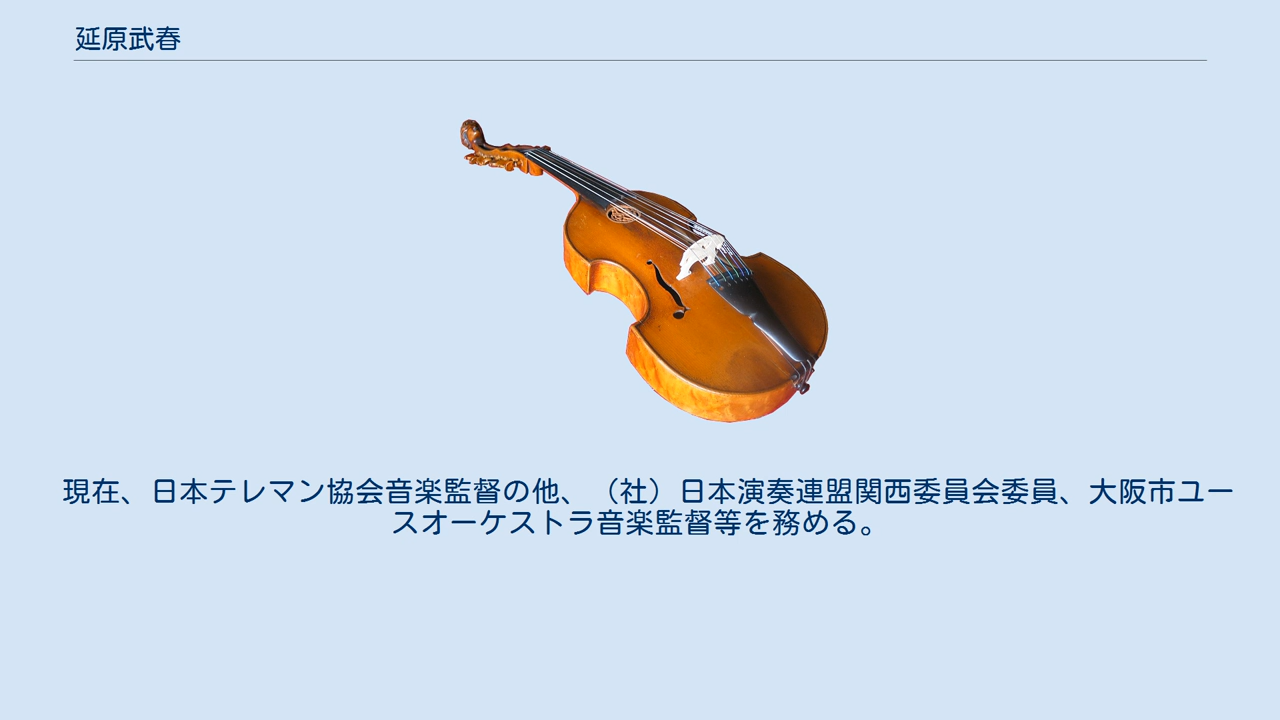 延原武春
現在、日本テレマン協会音楽監督の他、（社）日本演奏連盟関西委員会委員、大阪市ユー
スオーケストラ音楽監督等を務める。